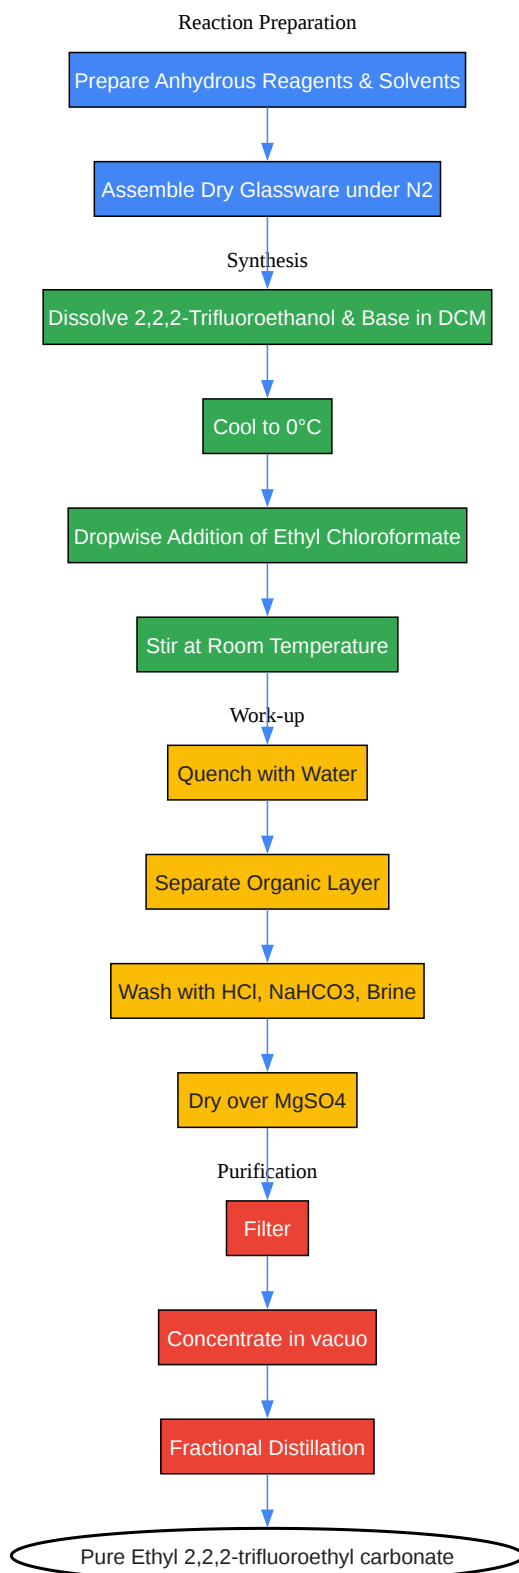 Reaction Preparation
Prepare Anhydrous Reagents & Solvents
Assemble Dry Glassware under N2
Synthesis
Dissolve 2,2,2-Trifluoroethanol & Base in DCM
Cool to 0°C
Dropwise Addition of Ethyl Chloroformate
Stir at Room Temperature
Work-up
Quench with Water
Separate Organic Layer
Wash with HCl, NaHCO3, Brine
Dry over MgSO4
Purification
Filter
Concentrate in vacuo
Fractional Distillation
Pure Ethyl 2,2,2-trifluoroethyl carbonate